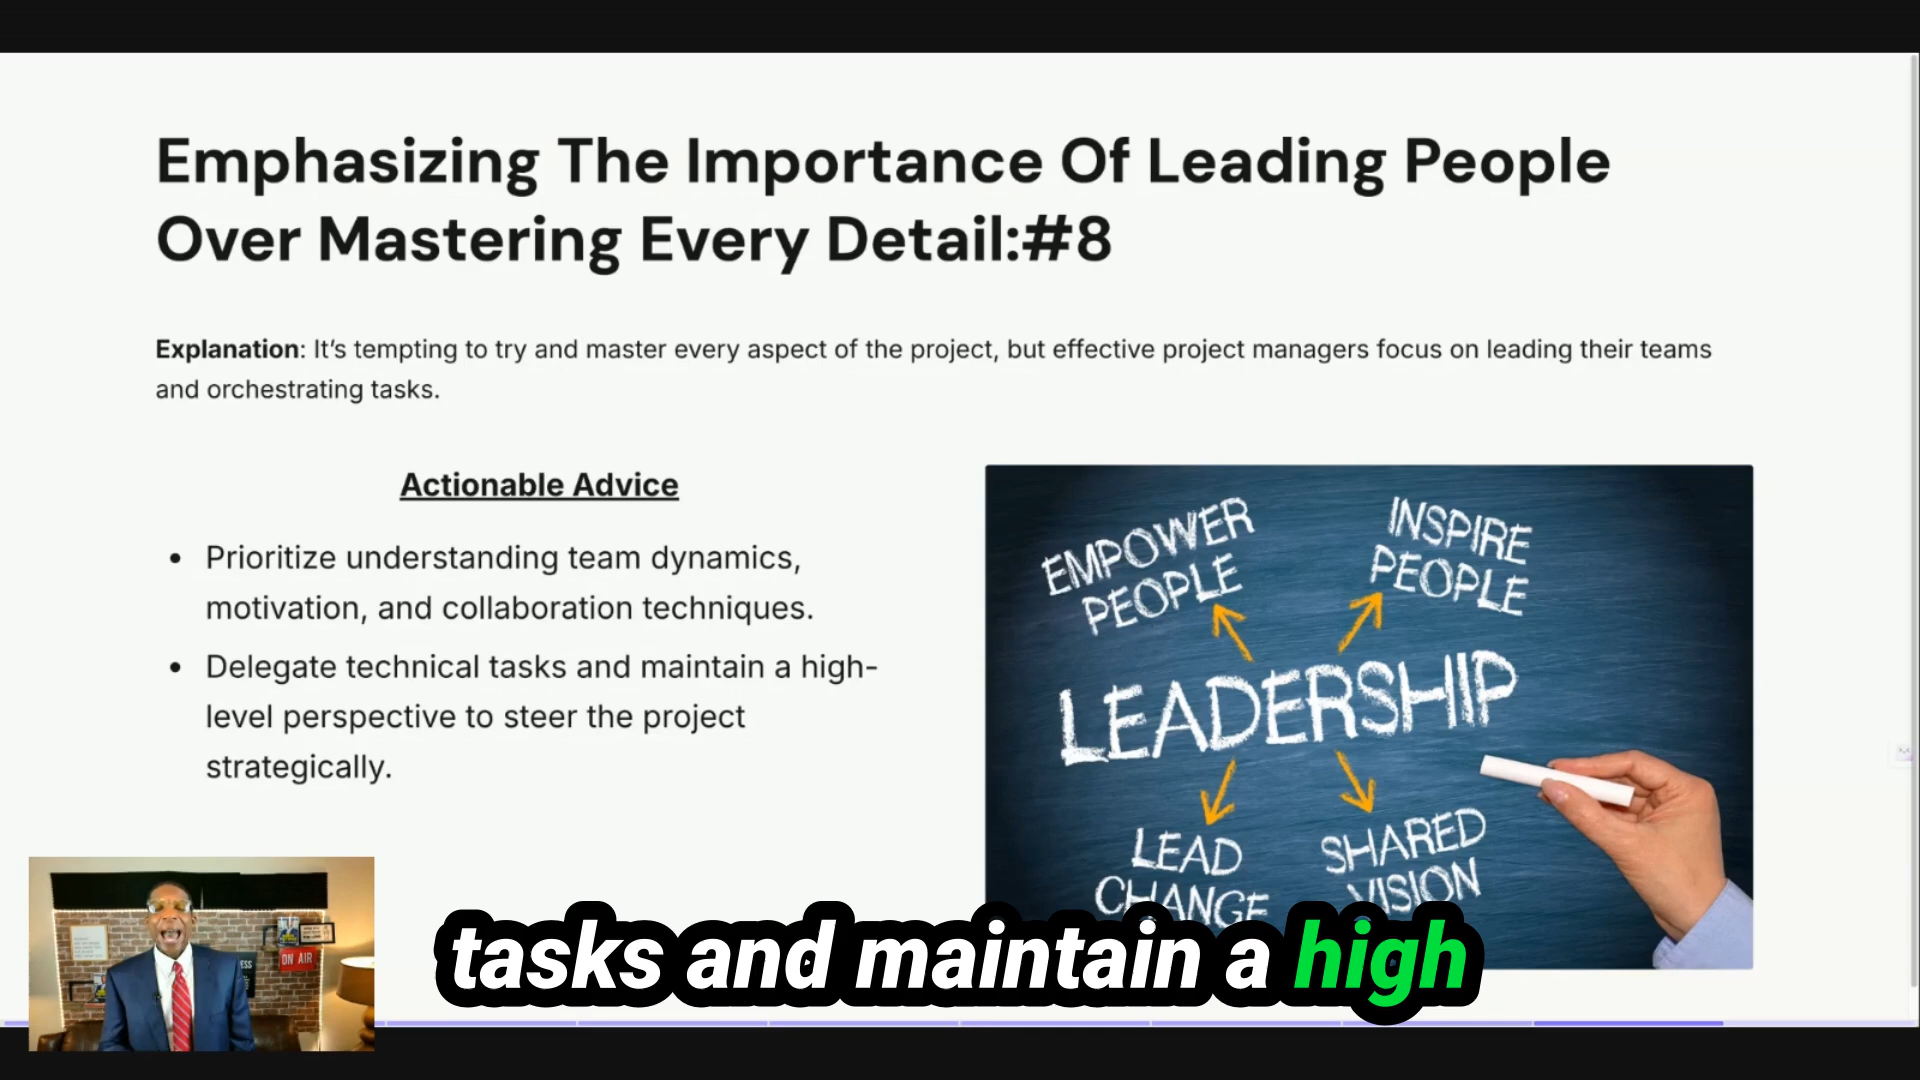 Emphasizing The Importance Of Leading People
Over Mastering Every Detail:#8
Explanation: It's tempting to try and master every aspect of the project, but effective project managers focus on leading their teams
and orchestrating tasks.
Actionable Advice
• Prioritize understanding team dynamics,
motivation, and collaboration techniques.
• Delegate technical tasks and maintain a high-
level perspective to steer the project
strategically.
EMPOWER
PEOPLE
INSPIRE
PEOPLE
LEADERSHIP
LEAD
CHANGE
SHARED
VISION
ON AIR
tasks and maintain a high